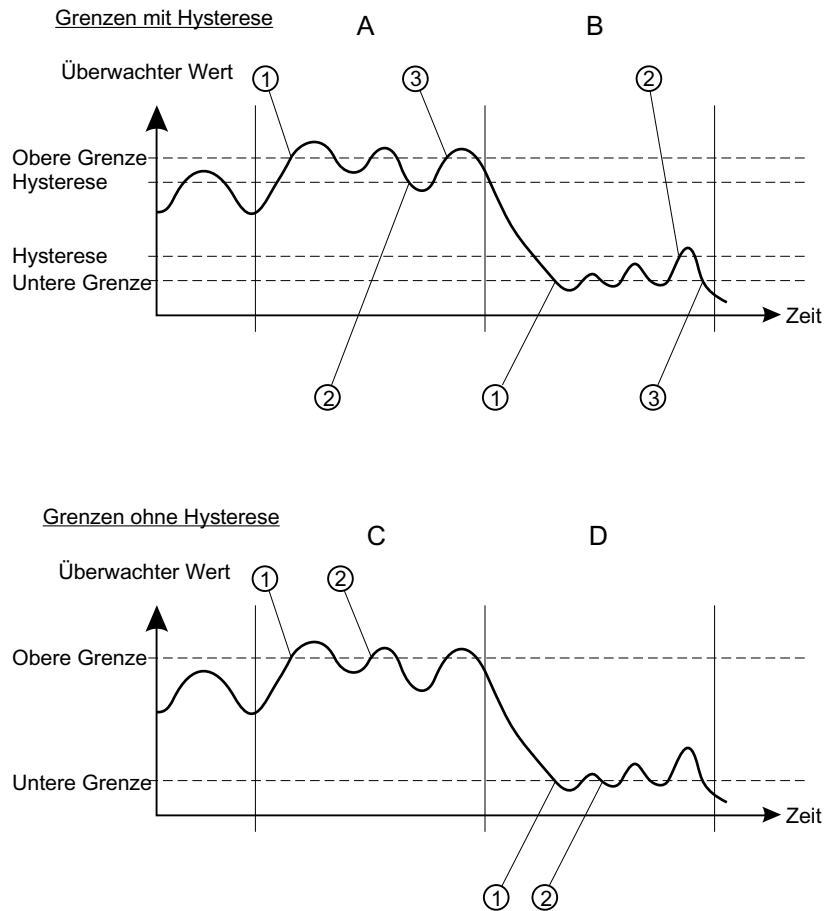 Grenzen mit Hysterese
A
B
Überwachter Wert
1
3
2
Obere Grenze
Hysterese
Hysterese
Untere Grenze
Zeit
2
1
3
Grenzen ohne Hysterese
C
D
Überwachter Wert
1
2
Obere Grenze
Untere Grenze
Zeit
1
2